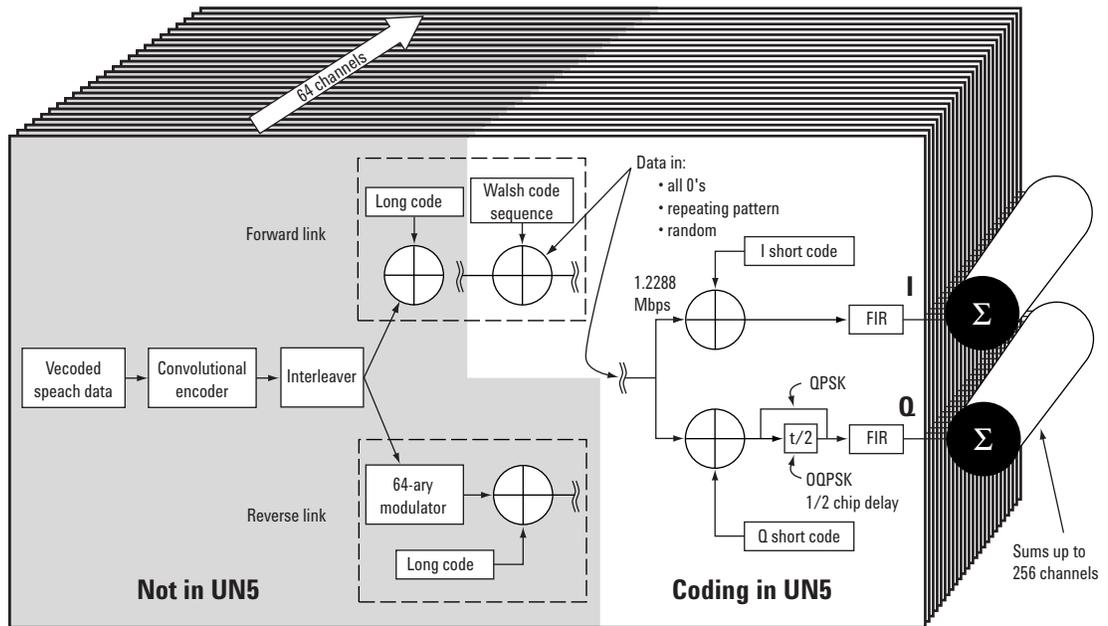 64 channels
Forward link
Long code
Walsh code
sequence
Data in:
• all 0's
• repeating pattern
• random
I short code
1.2288
Mbps
I
FIR
Σ
Vecoded
speach data
Convolutional
encoder
Interleaver
QPSK
Q
t/2
FIR
Σ
OQPSK
1/2 chip delay
Q short code
Reverse link
64-ary
modulator
Long code
Sums up to
256 channels
Not in UN5
Coding in UN5